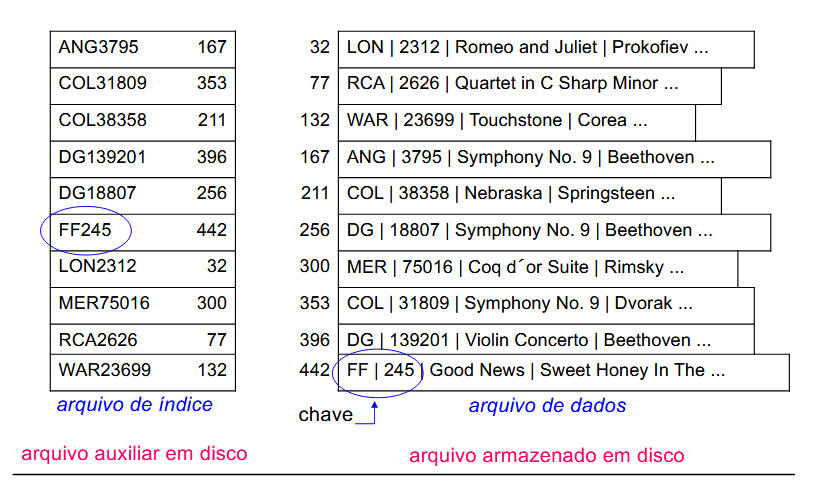 ANG3795 167
COL31809 353
COL38358 211
DG139201 396
DG18807 256
FF245 442
LON2312 32
MER75016 300
RCA2626 77
WAR23699 132
arquivo de índice
arquivo auxiliar em disco
32 LON | 2312 | Romeo and Juliet | Prokofiev ...
77 RCA | 2626 | Quartet in C Sharp Minor ...
132 WAR | 23699 | Touchstone | Corea ...
167 ANG | 3795 | Symphony No. 9 | Beethoven ...
211 COL | 38358 | Nebraska | Springsteen ...
256 DG | 18807 | Symphony No. 9 | Beethoven ...
300 MER | 75016 | Coq d´or Suite | Rimsky ...
353 COL | 31809 | Symphony No. 9 | Dvorak ...
396 DG | 139201 | Violin Concerto | Beethoven ...
442 FF | 245 | Good News | Sweet Honey In The ...
chave
arquivo de dados
arquivo armazenado em disco